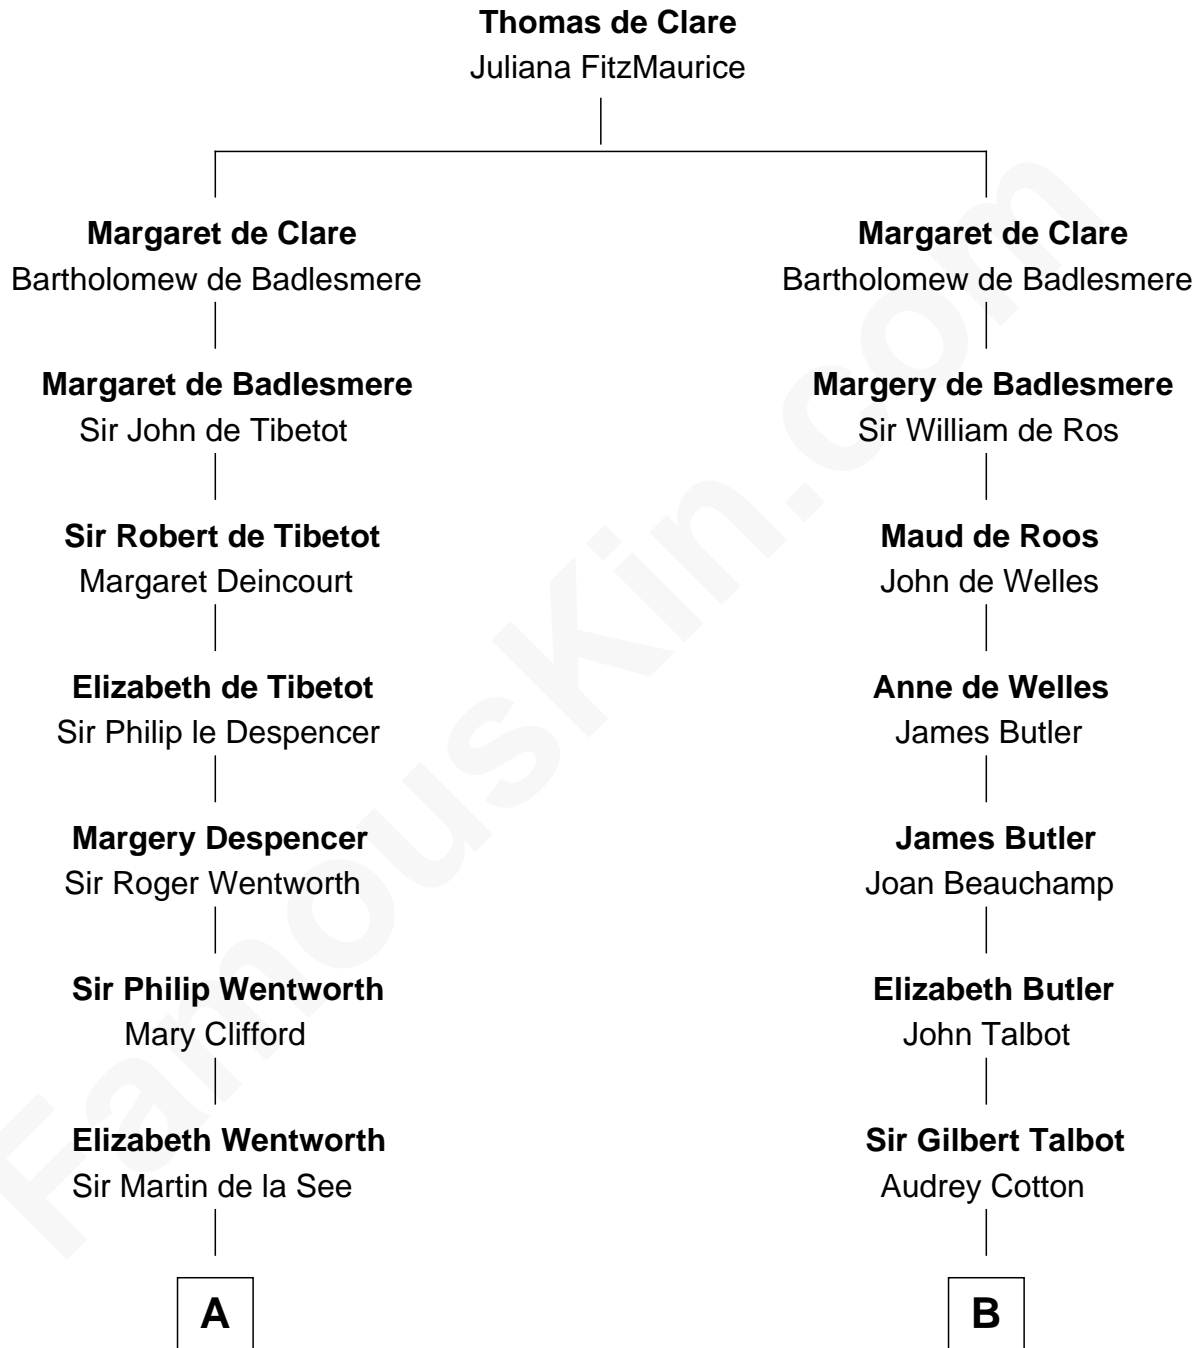 Thomas de Clare
Juliana FitzMaurice
Margaret de Clare
Bartholomew de Badlesmere
Margaret de Clare
Bartholomew de Badlesmere
Margaret de Badlesmere
Sir John de Tibetot
Margery de Badlesmere
Sir William de Ros
Sir Robert de Tibetot
Margaret Deincourt
Maud de Roos
John de Welles
Elizabeth de Tibetot
Sir Philip le Despencer
Anne de Welles
James Butler
Margery Despencer
Sir Roger Wentworth
James Butler
Joan Beauchamp
Sir Philip Wentworth
Mary Clifford
Elizabeth Butler
John Talbot
Elizabeth Wentworth
Sir Martin de la See
Sir Gilbert Talbot
Audrey Cotton
A
B
FamousKin.com